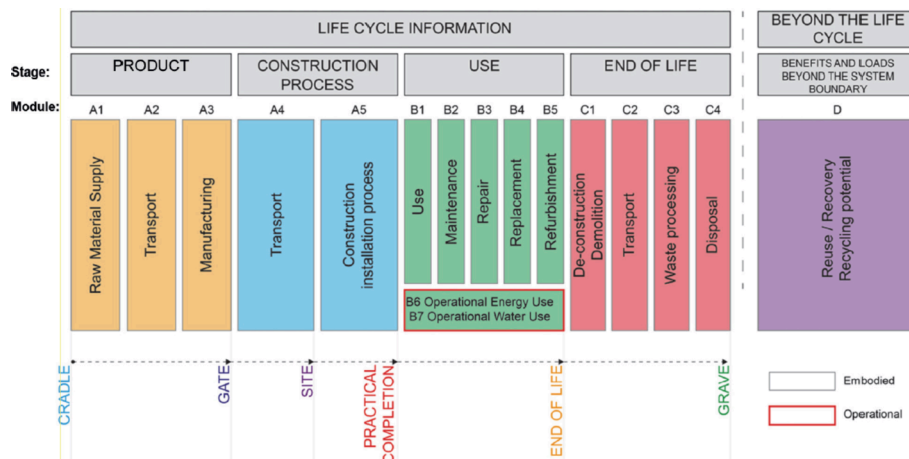 LIFE CYCLE INFORMATION
BEYOND THE LIFE
CYCLE
Stage:
PRODUCT
CONSTRUCTION
PROCESS
USE
END OF LIFE
BENEFITS AND LOADS
BEYOND THE SYSTEM
BOUNDARY
Module:
A1
A2
A3
A4
A5
B1
B2
B3
B4
B5
C1
C2
C3
C4
D
Raw Material Supply
Transport
Manufacturing
Transport
Construction
installation process
Use
Maintenance
Repair
Replacement
Refurbishment
De-construction
Demolition
Transport
Waste processing
Disposal
Reuse / Recovery
Recycling potential
B6 Operational Energy Use
B7 Operational Water Use
CRADLE
GATE
SITE
PRACTICAL
COMPLETION
END OF LIFE
GRAVE
Embodied
Operational